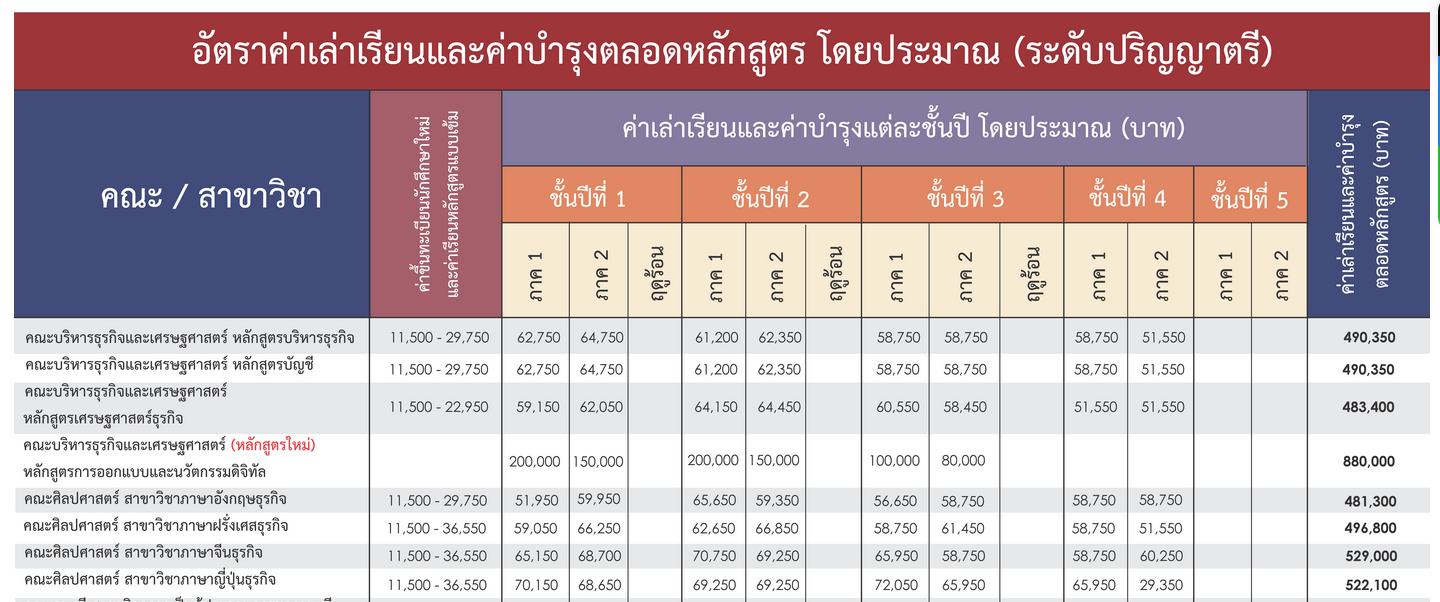 อัตราค่าเล่าเรียนและค่าบำรุงตลอดหลักสูตร โดยประมาณ (ระดับปริญญาตรี)
คณะ / สาขาวิชา
ค่าขึ้นทะเบียนนักศึกษาใหม่
และค่าเรียนหลักสูตรแบบเข้ม
ค่าเล่าเรียนและค่าบำรุงแต่ละชั้นปี โดยประมาณ (บาท)
ค่าเล่าเรียนและค่าบำรุง
ตลอดหลักสูตร (บาท)
ชั้นปีที่ 1 ชั้นปีที่ 2 ชั้นปีที่ 3 ชั้นปีที่ 4 ชั้นปีที่ 5
ภาค 1 ภาค 2 ฤดูร้อน ภาค 1 ภาค 2 ฤดูร้อน ภาค 1 ภาค 2 ฤดูร้อน ภาค 1 ภาค 2 ภาค 1 ภาค 2
คณะบริหารธุรกิจและเศรษฐศาสตร์ หลักสูตรบริหารธุรกิจ 11,500 - 29,750 62,750 64,750 61,200 62,350 58,750 58,750 58,750 51,550 490,350
คณะบริหารธุรกิจและเศรษฐศาสตร์ หลักสูตรบัญชี 11,500 - 29,750 62,750 64,750 61,200 62,350 58,750 58,750 58,750 51,550 490,350
คณะบริหารธุรกิจและเศรษฐศาสตร์
หลักสูตรเศรษฐศาสตร์ธุรกิจ 11,500 - 22,950 59,150 62,050 64,150 64,450 60,550 58,450 51,550 51,550 483,400
คณะบริหารธุรกิจและเศรษฐศาสตร์ (หลักสูตรใหม่)
หลักสูตรการออกแบบและนวัตกรรมดิจิทัล 200,000 150,000 200,000 150,000 100,000 80,000 880,000
คณะศิลปศาสตร์ สาขาวิชาภาษาอังกฤษธุรกิจ 11,500 - 29,750 51,950 59,950 65,650 59,350 56,650 58,750 58,750 58,750 481,300
คณะศิลปศาสตร์ สาขาวิชาภาษาฝรั่งเศสธุรกิจ 11,500 - 36,550 59,050 66,250 62,650 66,850 58,750 61,450 58,750 51,550 496,800
คณะศิลปศาสตร์ สาขาวิชาภาษาจีนธุรกิจ 11,500 - 36,550 65,150 68,700 70,750 69,250 65,950 58,750 58,750 60,250 529,000
คณะศิลปศาสตร์ สาขาวิชาภาษาญี่ปุ่นธุรกิจ 11,500 - 36,550 70,150 68,650 69,250 69,250 72,050 65,950 65,950 29,350 522,100